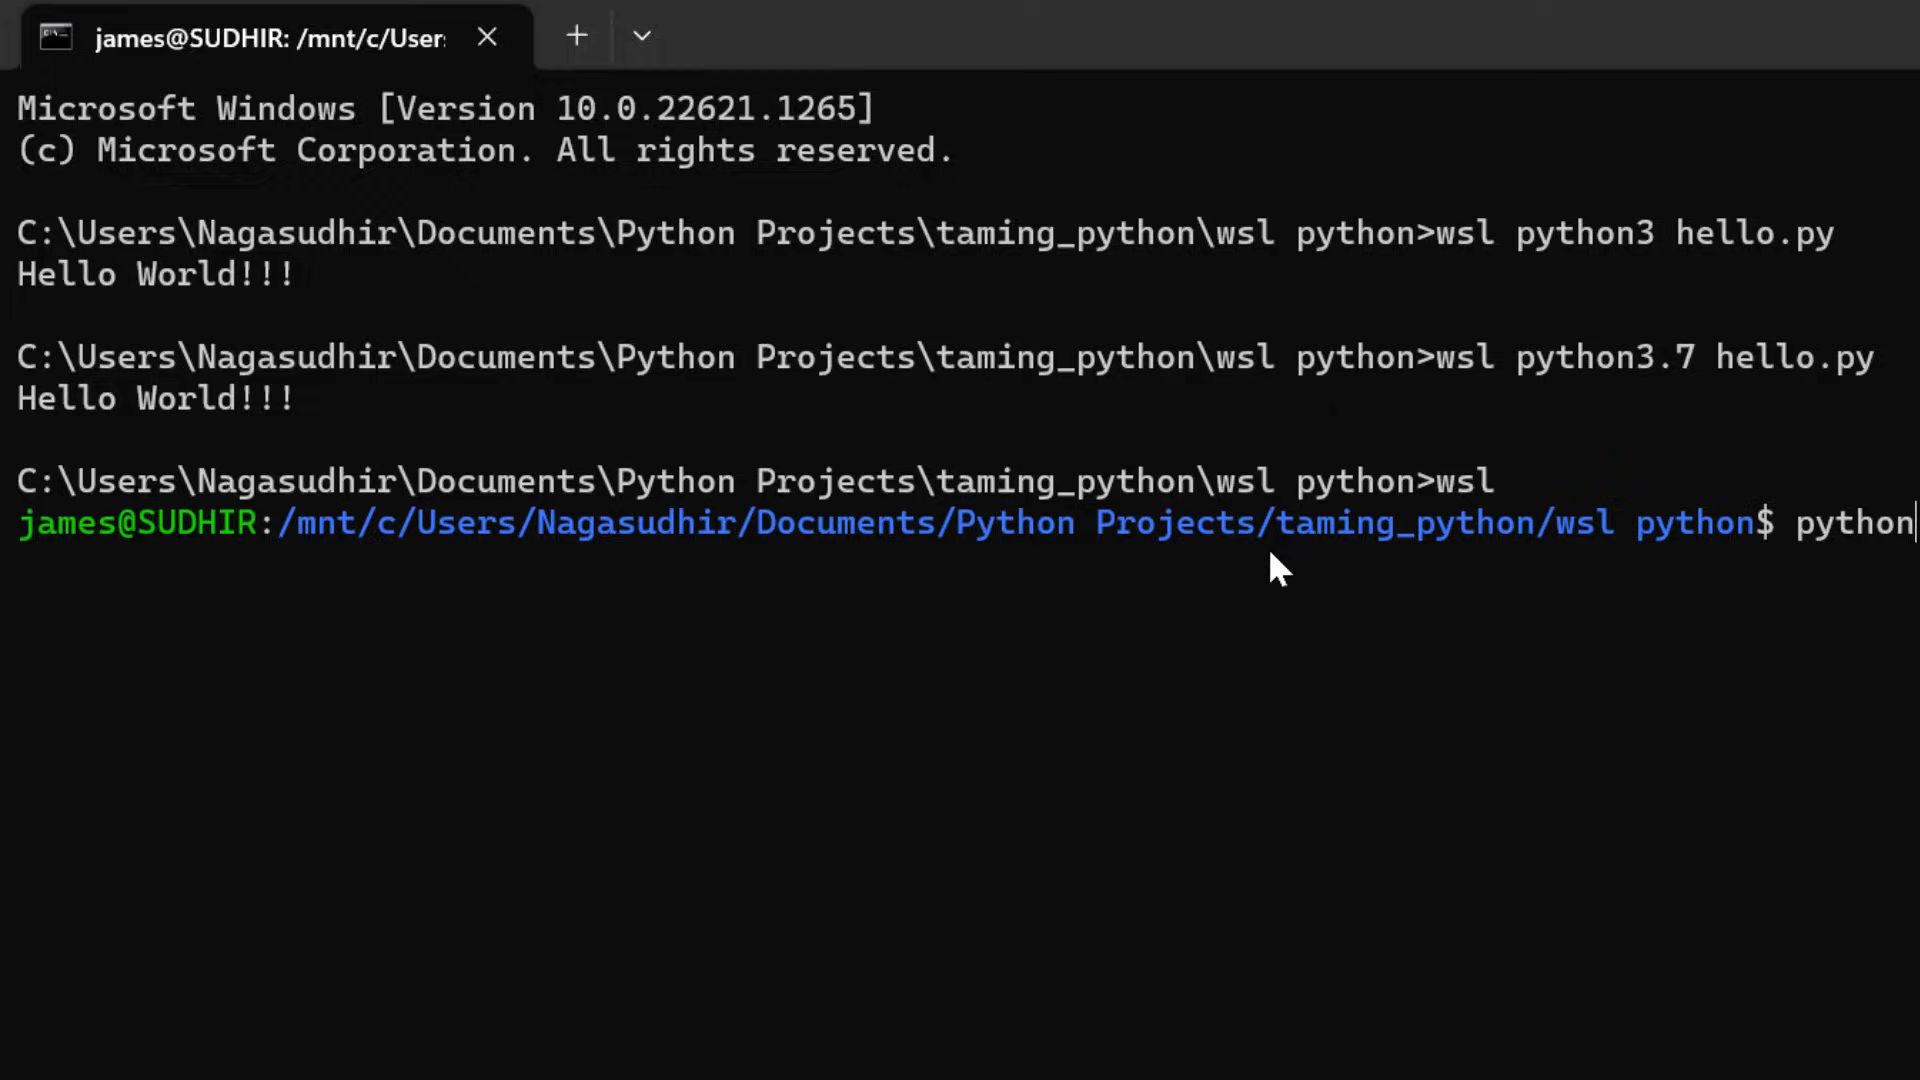 james@SUDHIR: /mnt/c/User
Microsoft Windows [Version 10.0.22621.1265]
(c) Microsoft Corporation. All rights reserved.
C:\Users\Nagasudhir\Documents\Python Projects\taming_python\wsl python>wsl python3 hello.py
Hello World!!!
C:\Users\Nagasudhir\Documents\Python Projects\taming_python\wsl python>wsl python3.7 hello.py
Hello World!!!
C:\Users\Nagasudhir\Documents\Python Projects\taming_python\wsl python>wsl
james@SUDHIR:/mnt/c/Users/Nagasudhir/Documents/Python Projects/taming_python/wsl python$ python